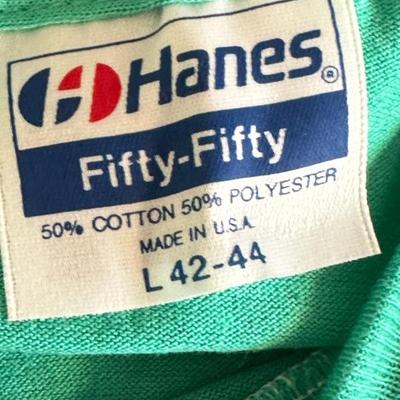 Hanes®
Fifty-Fifty
50% COTTON 50% POLYESTER
MADE IN U.S.A.
L 42-44